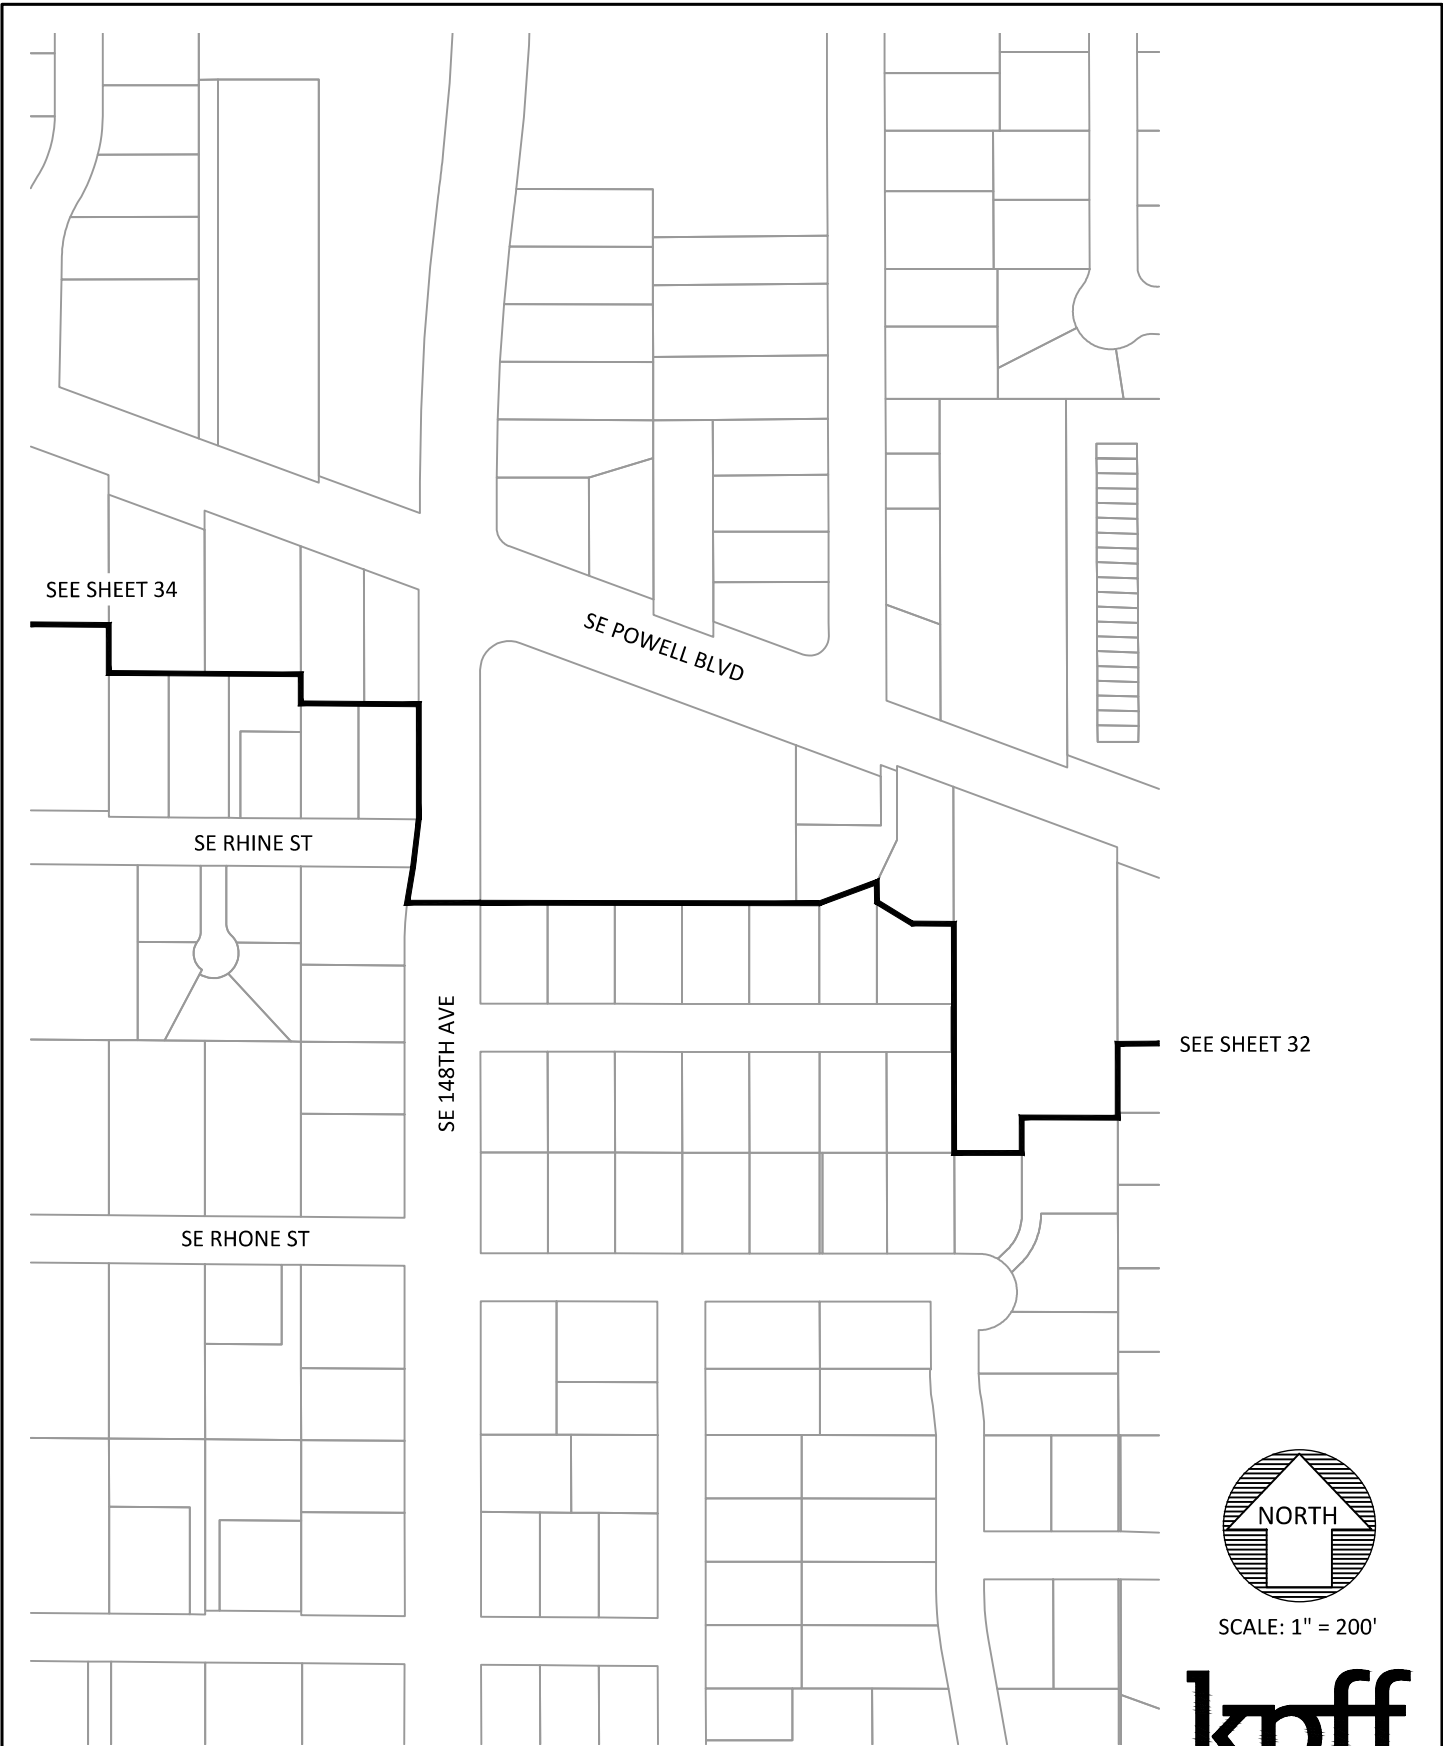 SEE SHEET 34
SE POWELL BLVD
SE RHINE ST
SE 148TH AVE
SEE SHEET 32
SE RHONE ST
NORTH
SCALE: 1" = 200'
kpff